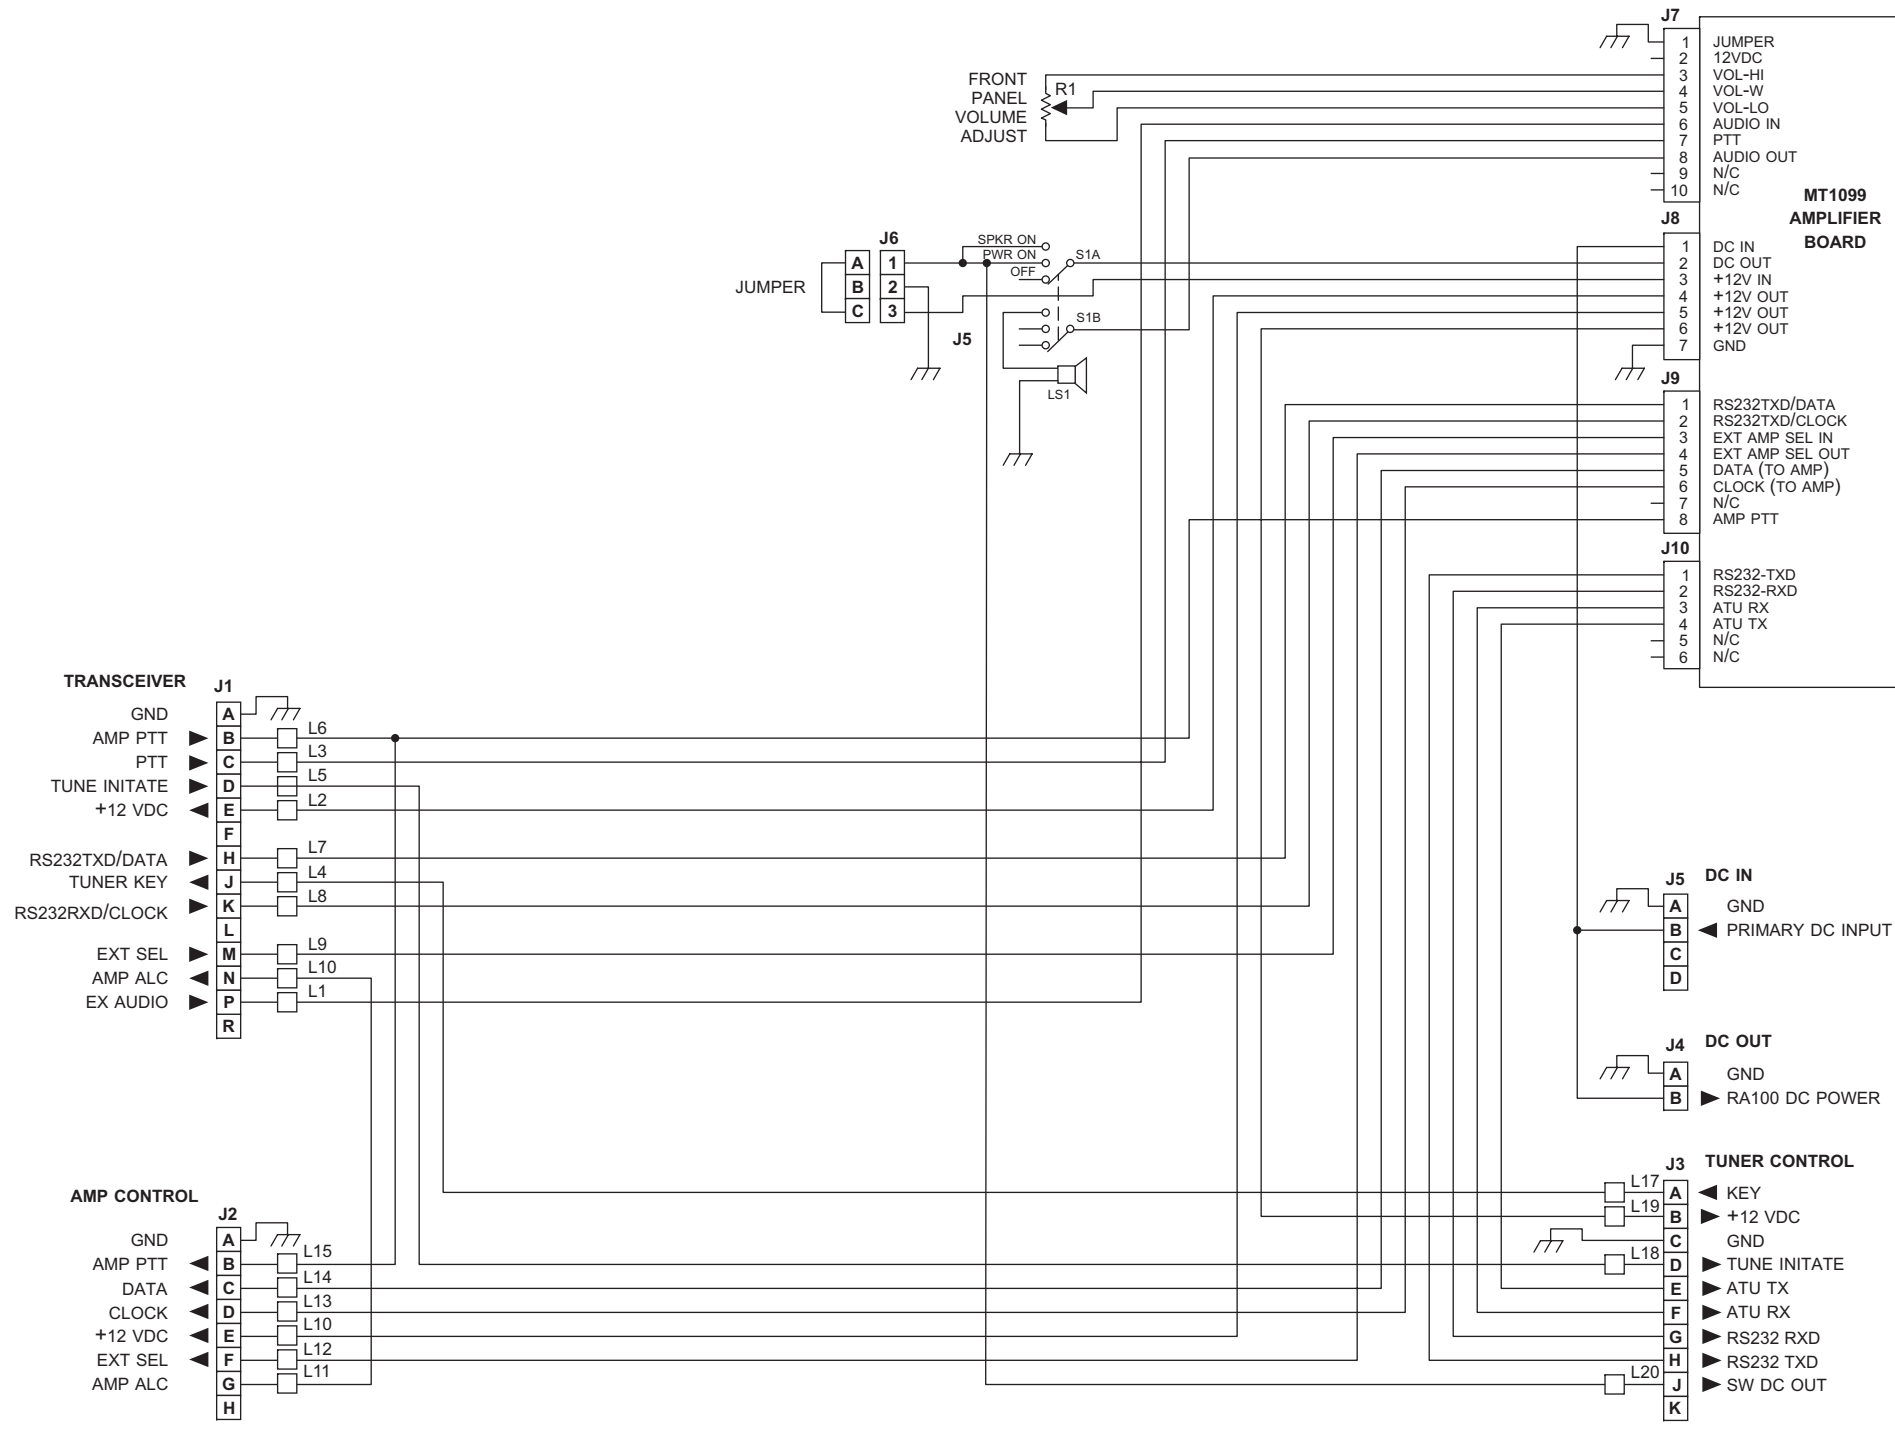 J7
1 JUMPER
2 12VDC
3 VOL-HI
4 VOL-W
5 VOL-LO
6 AUDIO IN
7 PTT
8 AUDIO OUT
9 N/C
10 N/C
MT1099
AMPLIFIER
BOARD
FRONT
PANEL
VOLUME
ADJUST
R1
J8
1 DC IN
2 DC OUT
3 +12V IN
4 +12V OUT
5 +12V OUT
6 +12V OUT
7 GND
J6
JUMPER
A 1
B 2
C 3
SPKR ON
PWR ON
OFF
S1A
S1B
J5
LS1
J9
1 RS232TXD/DATA
2 RS232TXD/CLOCK
3 EXT AMP SEL IN
4 EXT AMP SEL OUT
5 DATA (TO AMP)
6 CLOCK (TO AMP)
7 N/C
8 AMP PTT
J10
1 RS232-TXD
2 RS232-RXD
3 ATU RX
4 ATU TX
5 N/C
6 N/C
TRANSCEIVER
J1
GND A
AMP PTT B L6
PTT C L3
TUNE INITATE D L5
+12 VDC E L2
F
RS232TXD/DATA H L7
TUNER KEY J L4
RS232RXD/CLOCK K L8
L
EXT SEL M L9
AMP ALC N L10
EX AUDIO P L1
R
J5 DC IN
A GND
B PRIMARY DC INPUT
C
D
J4 DC OUT
A GND
B RA100 DC POWER
AMP CONTROL
J2
GND A
AMP PTT B L15
DATA C L14
CLOCK D L13
+12 VDC E L10
EXT SEL F L12
AMP ALC G L11
H
J3 TUNER CONTROL
L17 A KEY
L19 B +12 VDC
C GND
L18 D TUNE INITATE
E ATU TX
F ATU RX
G RS232 RXD
H RS232 TXD
L20 J SW DC OUT
K